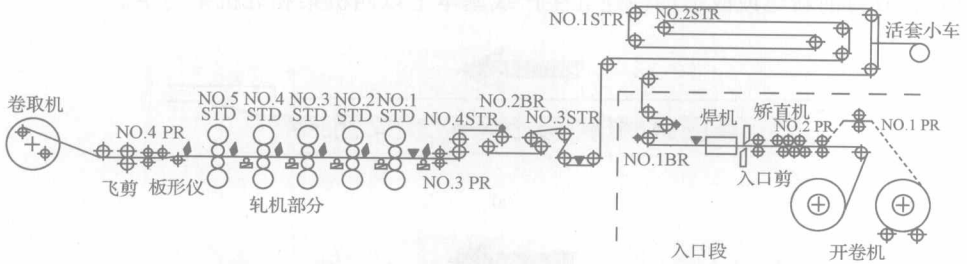 NO.1STR
NO.2STR
活套小车
卷取机
NO.4 PR
飞剪
板形仪
NO.5 STD
NO.4 STD
NO.3 STD
NO.2 STD
NO.1 STD
轧机部分
NO.4STR
NO.2BR
NO.3STR
NO.3 PR
NO.1BR
焊机
矫直机
NO.2 PR
NO.1 PR
入口剪
入口段
开卷机